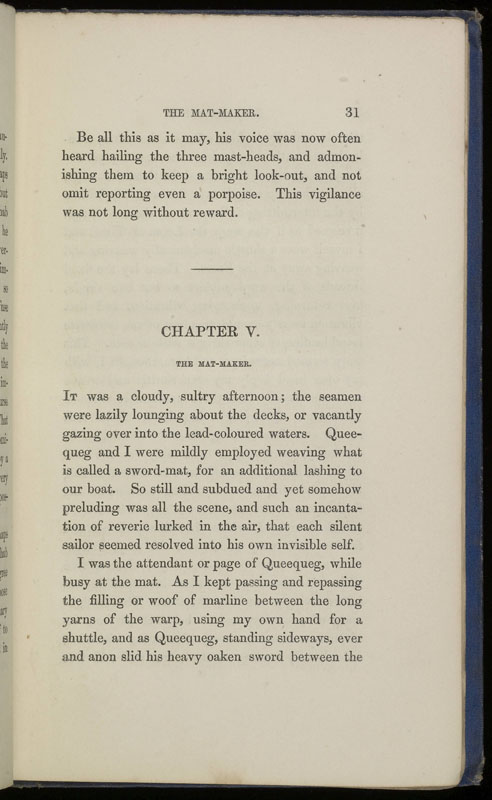 THE MAT-MAKER. 31
Be all this as it may, his voice was now often
heard hailing the three mast-heads, and admon-
ishing them to keep a bright look-out, and not
omit reporting even a porpoise. This vigilance
was not long without reward.
CHAPTER V.
THE MAT-MAKER.
IT was a cloudy, sultry afternoon; the seamen
were lazily lounging about the decks, or vacantly
gazing over into the lead-coloured waters. Quee-
queg and I were mildly employed weaving what
is called a sword-mat, for an additional lashing to
our boat. So still and subdued and yet somehow
preluding was all the scene, and such an incanta-
tion of reverie lurked in the air, that each silent
sailor seemed resolved into his own invisible self.
I was the attendant or page of Queequeg, while
busy at the mat. As I kept passing and repassing
the filling or woof of marline between the long
yarns of the warp, using my own hand for a
shuttle, and as Queequeg, standing sideways, ever
and anon slid his heavy oaken sword between the